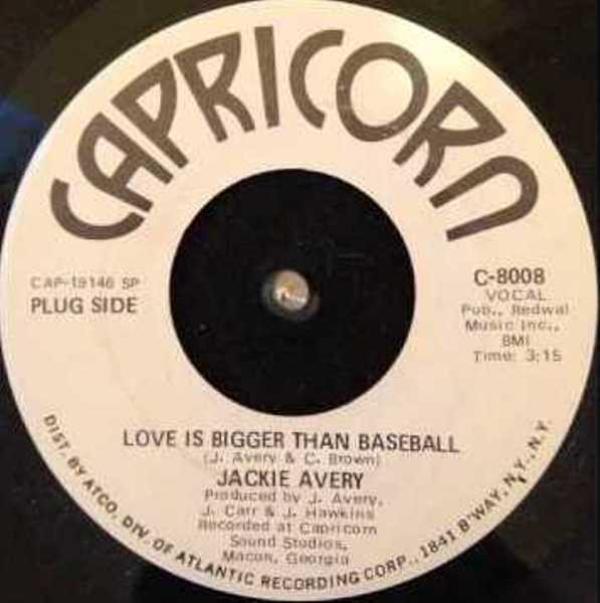 CAPRICORN
CAP-19146 SP
PLUG SIDE
C-8008
VOCAL
Pub., Redwal
Music Inc.,
BMI
Time: 3:15
LOVE IS BIGGER THAN BASEBALL
(J. Avery & C. Brown)
JACKIE AVERY
Produced by J. Avery,
J. Carr & J. Hawkins
Recorded at Capricorn
Sound Studios,
Macon, Georgia
DIST. BY ATCO. DIV. OF ATLANTIC RECORDING CORP., 1841 B'WAY, N.Y., N.Y.